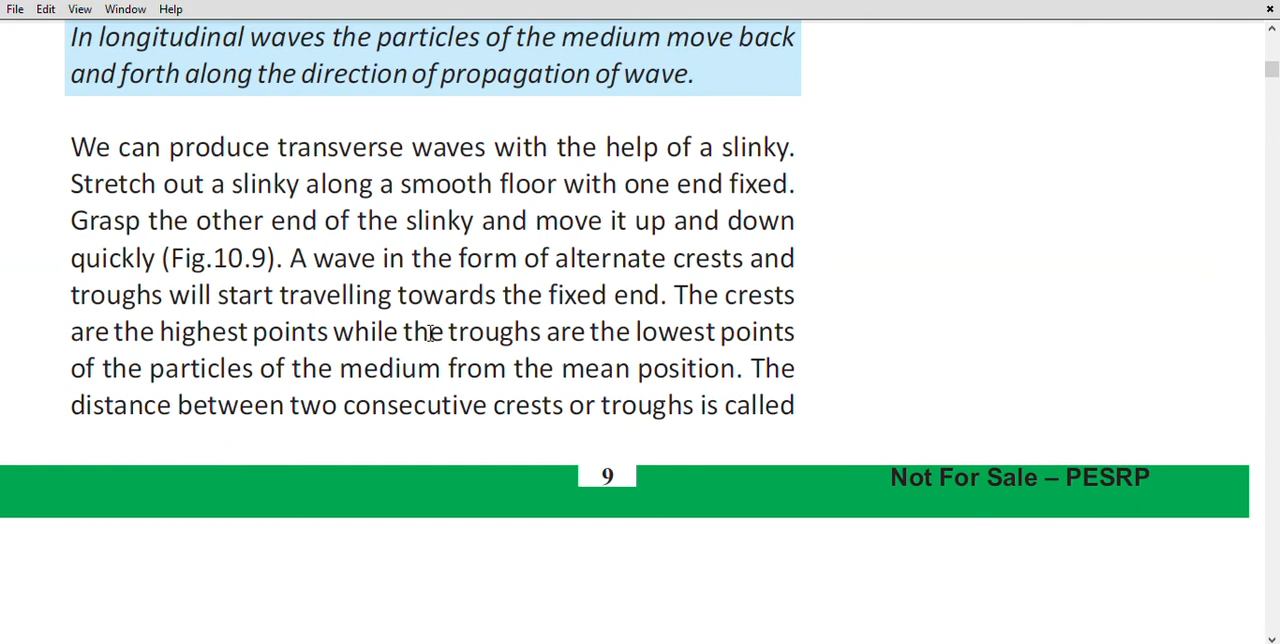 File Edit View Window Help
In longitudinal waves the particles of the medium move back
and forth along the direction of propagation of wave.
We can produce transverse waves with the help of a slinky.
Stretch out a slinky along a smooth floor with one end fixed.
Grasp the other end of the slinky and move it up and down
quickly (Fig.10.9). A wave in the form of alternate crests and
troughs will start travelling towards the fixed end. The crests
are the highest points while the troughs are the lowest points
of the particles of the medium from the mean position. The
distance between two consecutive crests or troughs is called
9
Not For Sale – PESRP